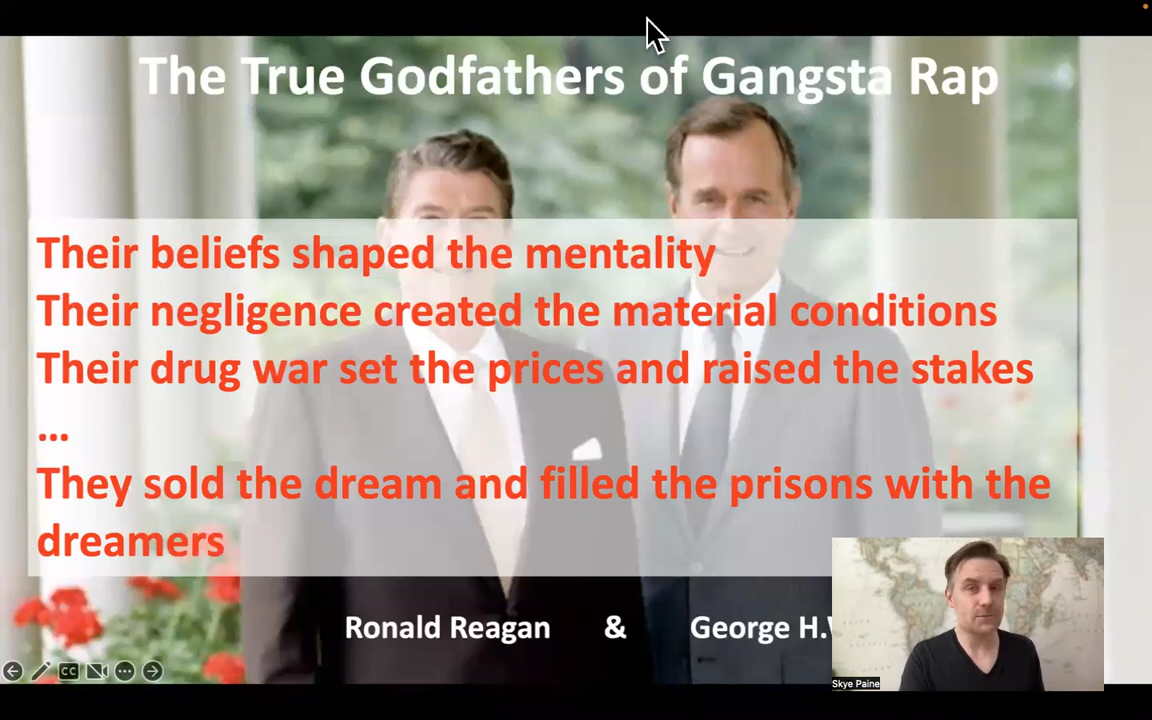 The True Godfathers of Gangsta Rap
Their beliefs shaped the mentality
Their negligence created the material conditions
Their drug war set the prices and raised the stakes
...
They sold the dream and filled the prisons with the
dreamers
Ronald Reagan & George H.
CC
Skye Paine